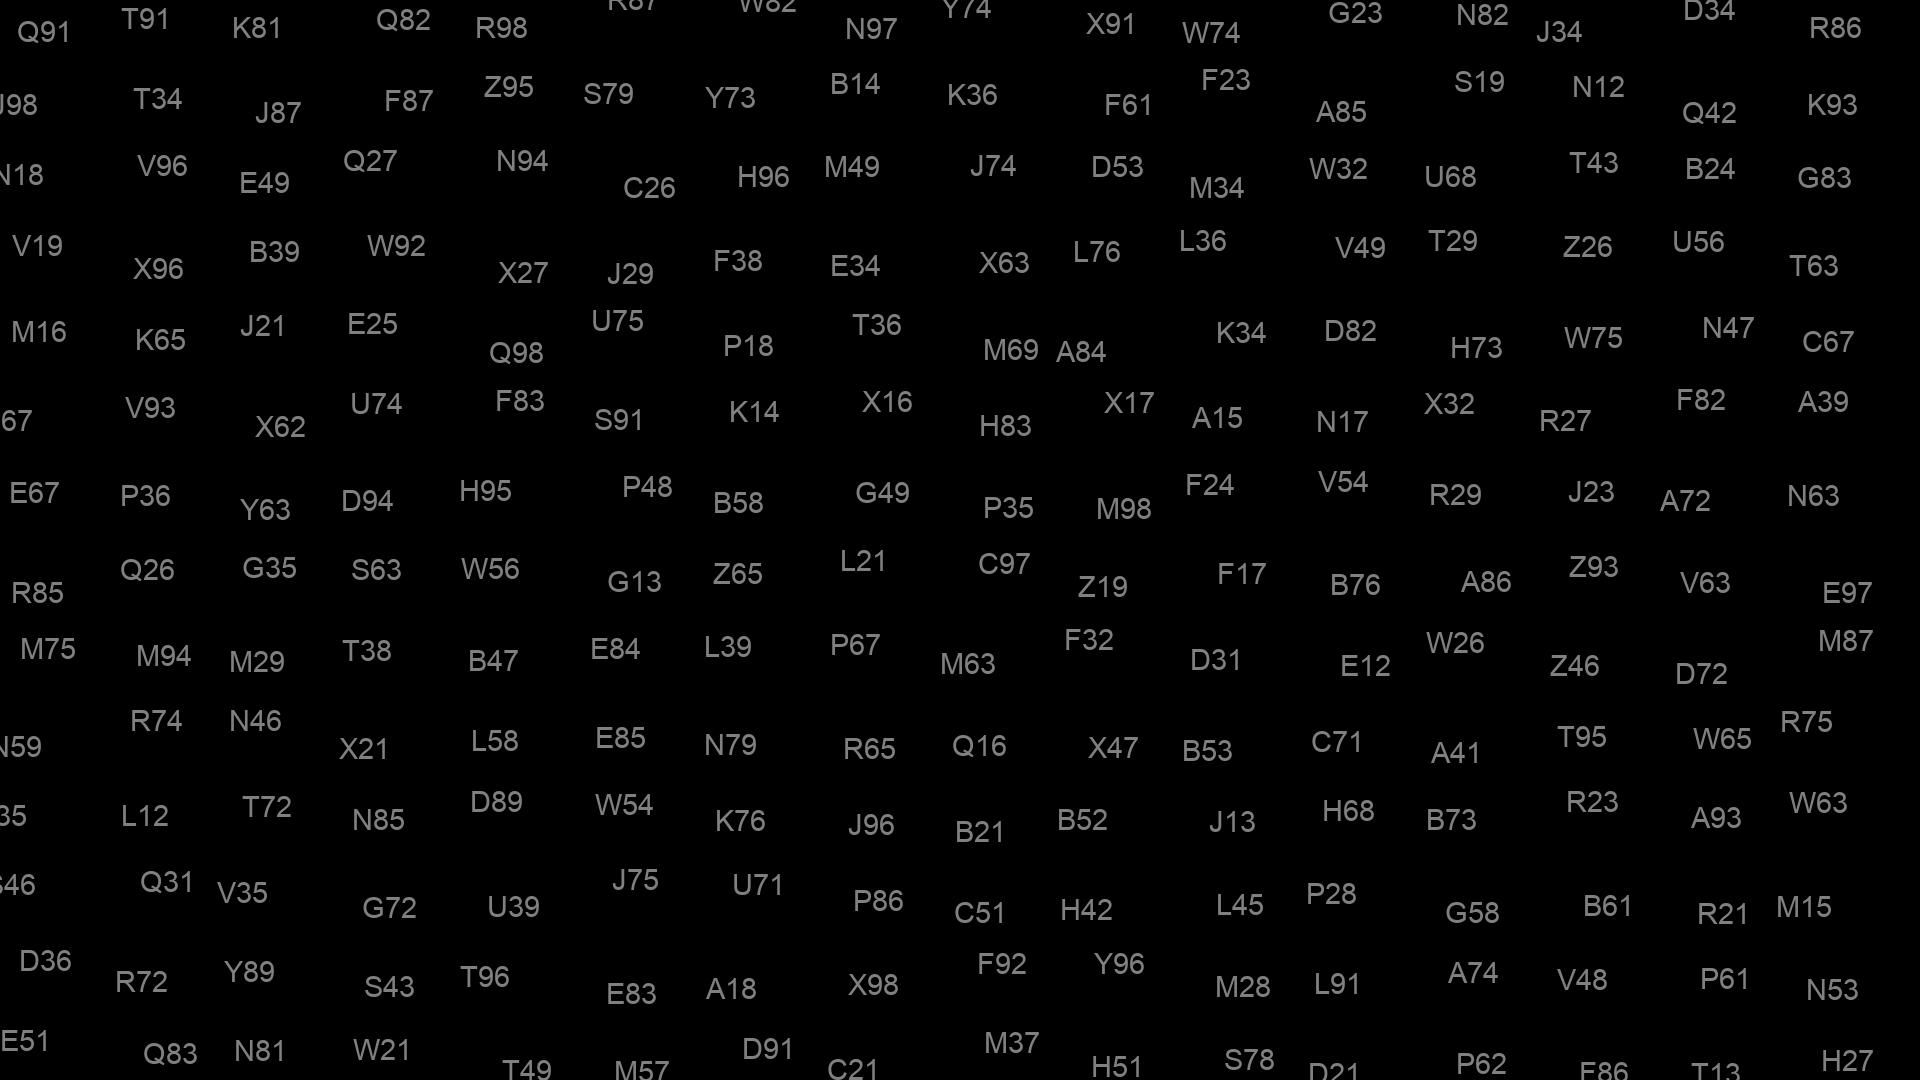 Q91 T91 K81 Q82 R98 R87 W82 N97 Y74 X91 W74 G23 N82 J34 D34 R86
J98 T34 J87 F87 Z95 S79 Y73 B14 K36 F61 F23 A85 S19 N12 Q42 K93
N18 V96 E49 Q27 N94 C26 H96 M49 J74 D53 M34 W32 U68 T43 B24 G83
V19 X96 B39 W92 X27 J29 F38 E34 X63 L76 L36 V49 T29 Z26 U56 T63
M16 K65 J21 E25 Q98 U75 P18 T36 M69 A84 K34 D82 H73 W75 N47 C67
67 V93 X62 U74 F83 S91 K14 X16 H83 X17 A15 N17 X32 R27 F82 A39
E67 P36 Y63 D94 H95 P48 B58 G49 P35 M98 F24 V54 R29 J23 A72 N63
R85 Q26 G35 S63 W56 G13 Z65 L21 C97 Z19 F17 B76 A86 Z93 V63 E97
M75 M94 M29 T38 B47 E84 L39 P67 M63 F32 D31 E12 W26 Z46 D72 M87
N59 R74 N46 X21 L58 E85 N79 R65 Q16 X47 B53 C71 A41 T95 W65 R75
35 L12 T72 N85 D89 W54 K76 J96 B21 B52 J13 H68 B73 R23 A93 W63
S46 Q31 V35 G72 U39 J75 U71 P86 C51 H42 L45 P28 G58 B61 R21 M15
D36 R72 Y89 S43 T96 E83 A18 X98 F92 Y96 M28 L91 A74 V48 P61 N53
E51 Q83 N81 W21 T49 M57 D91 C21 M37 H51 S78 D21 P62 F86 T13 H27